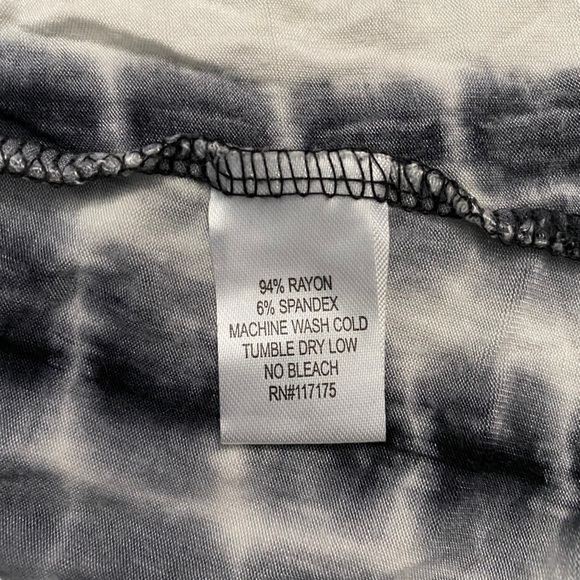 94% RAYON
6% SPANDEX
MACHINE WASH COLD
TUMBLE DRY LOW
NO BLEACH
RN#117175